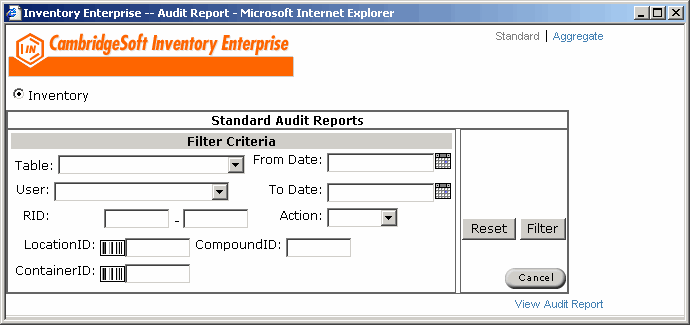 Inventory Enterprise -- Audit Report - Microsoft Internet Explorer
IN
CambridgeSoft Inventory Enterprise
Standard | Aggregate
Inventory
Standard Audit Reports
Filter Criteria
Table: From Date:
User: To Date:
RID: - Action:
LocationID: CompoundID:
ContainerID:
Reset Filter
Cancel
View Audit Report